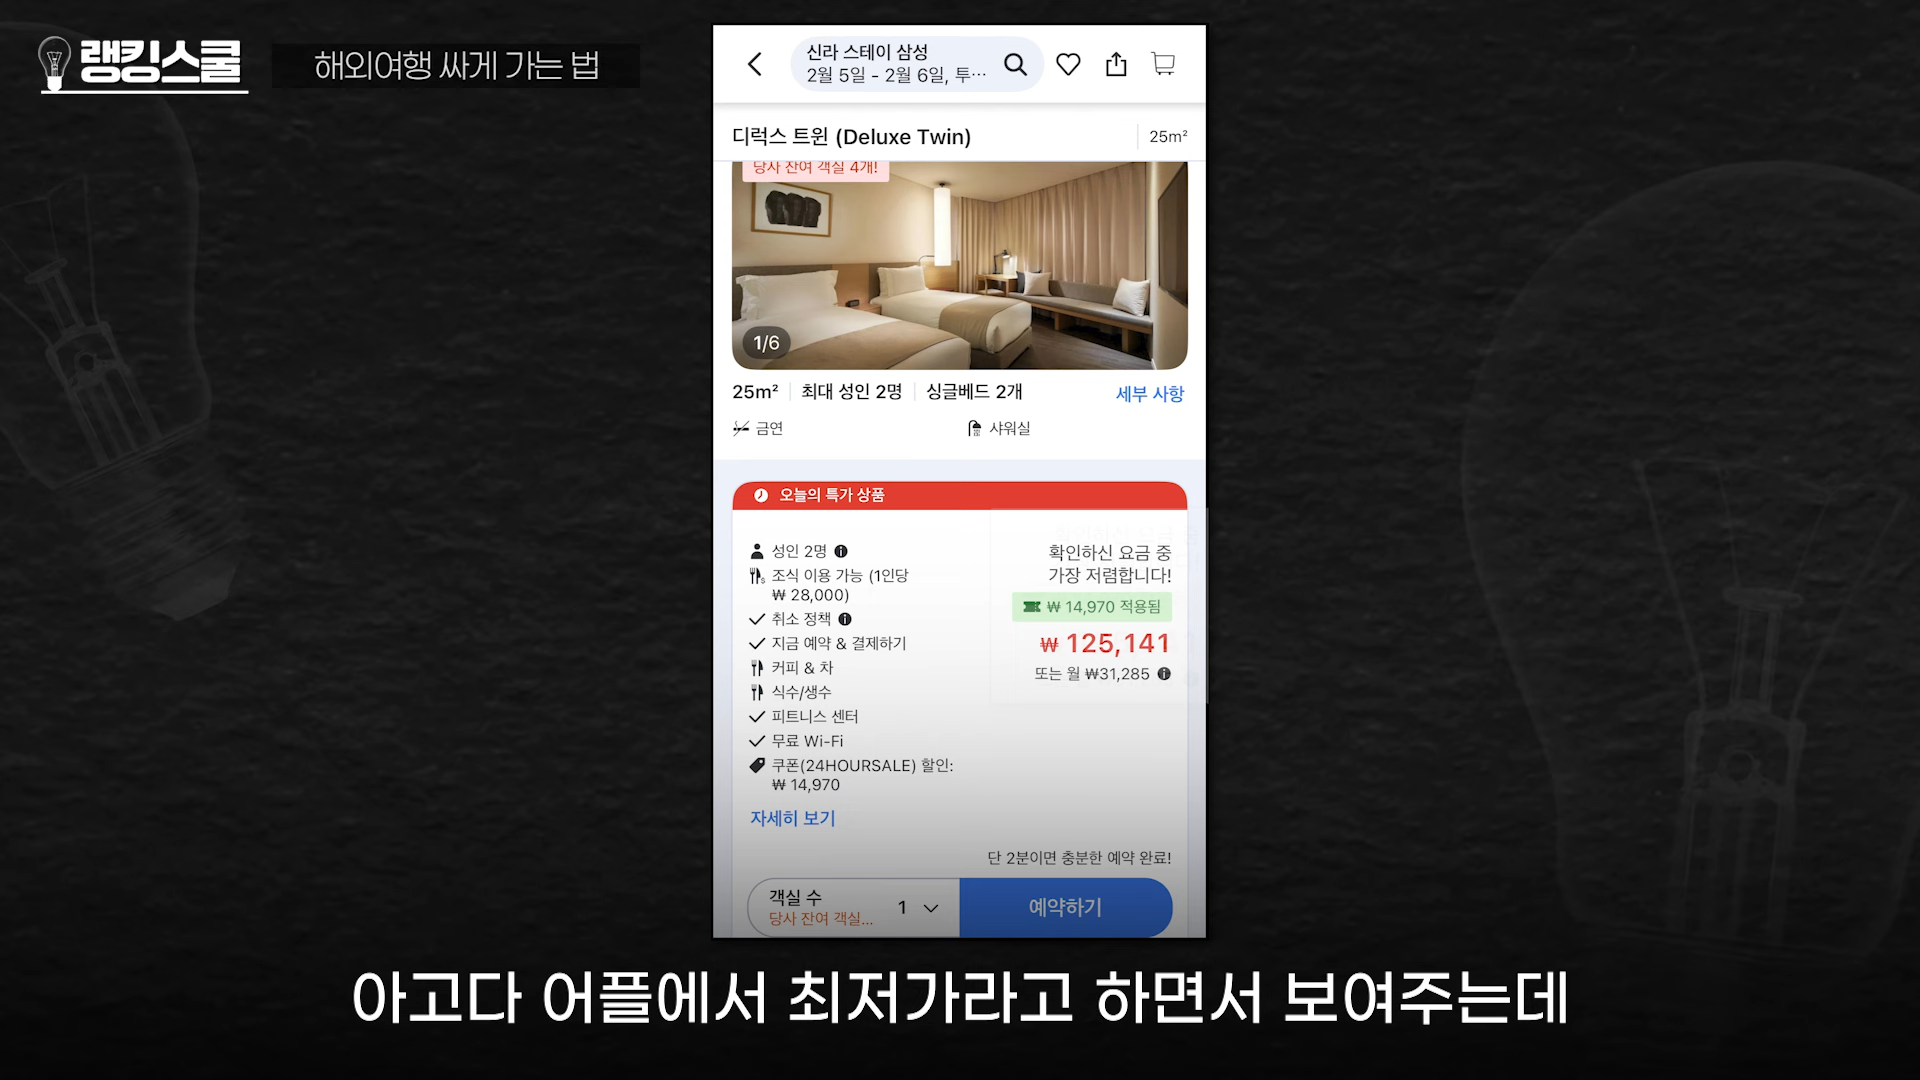 랭킹스쿨
해외여행 싸게 가는 법
신라 스테이 삼성
2월 5일 - 2월 6일, 투…
디럭스 트윈 (Deluxe Twin)
25m²
당사 잔여 객실 4개!
1/6
25m² 최대 성인 2명 싱글베드 2개
세부 사항
금연
샤워실
오늘의 특가 상품
성인 2명
조식 이용 가능 (1인당
₩ 28,000)
취소 정책
지금 예약 & 결제하기
커피 & 차
식수/생수
피트니스 센터
무료 Wi-Fi
쿠폰(24HOURSALE) 할인:
₩ 14,970
자세히 보기
확인하신 요금 중
가장 저렴합니다!
₩ 14,970 적용됨
₩ 125,141
또는 월 ₩31,285
단 2분이면 충분한 예약 완료!
객실 수
당사 잔여 객실...
1
예약하기
아고다 어플에서 최저가라고 하면서 보여주는데